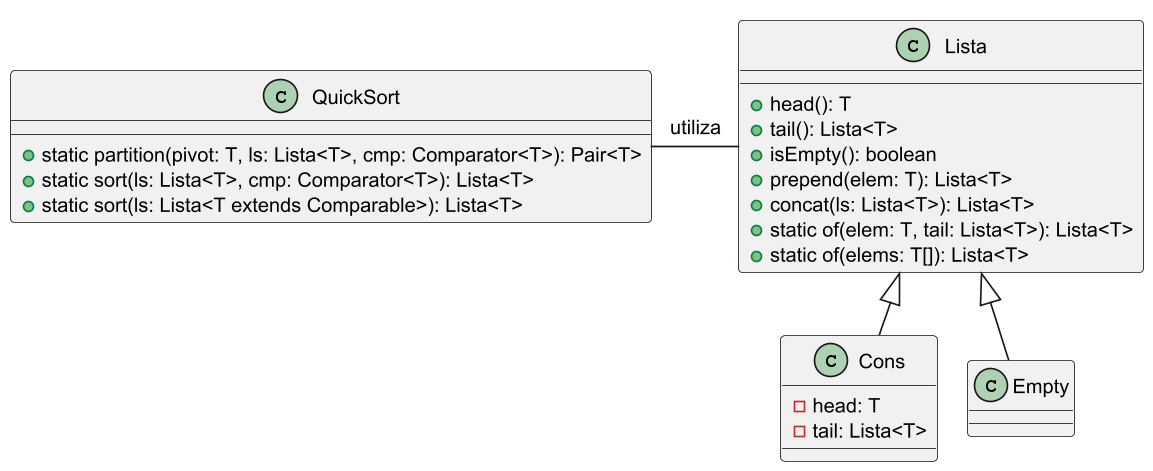 C QuickSort
static partition(pivot: T, ls: Lista<T>, cmp: Comparator<T>): Pair<T>
static sort(ls: Lista<T>, cmp: Comparator<T>): Lista<T>
static sort(ls: Lista<T extends Comparable>): Lista<T>
utiliza
C Lista
head(): T
tail(): Lista<T>
isEmpty(): boolean
prepend(elem: T): Lista<T>
concat(ls: Lista<T>): Lista<T>
static of(elem: T, tail: Lista<T>): Lista<T>
static of(elems: T[]): Lista<T>
C Cons
head: T
tail: Lista<T>
C Empty